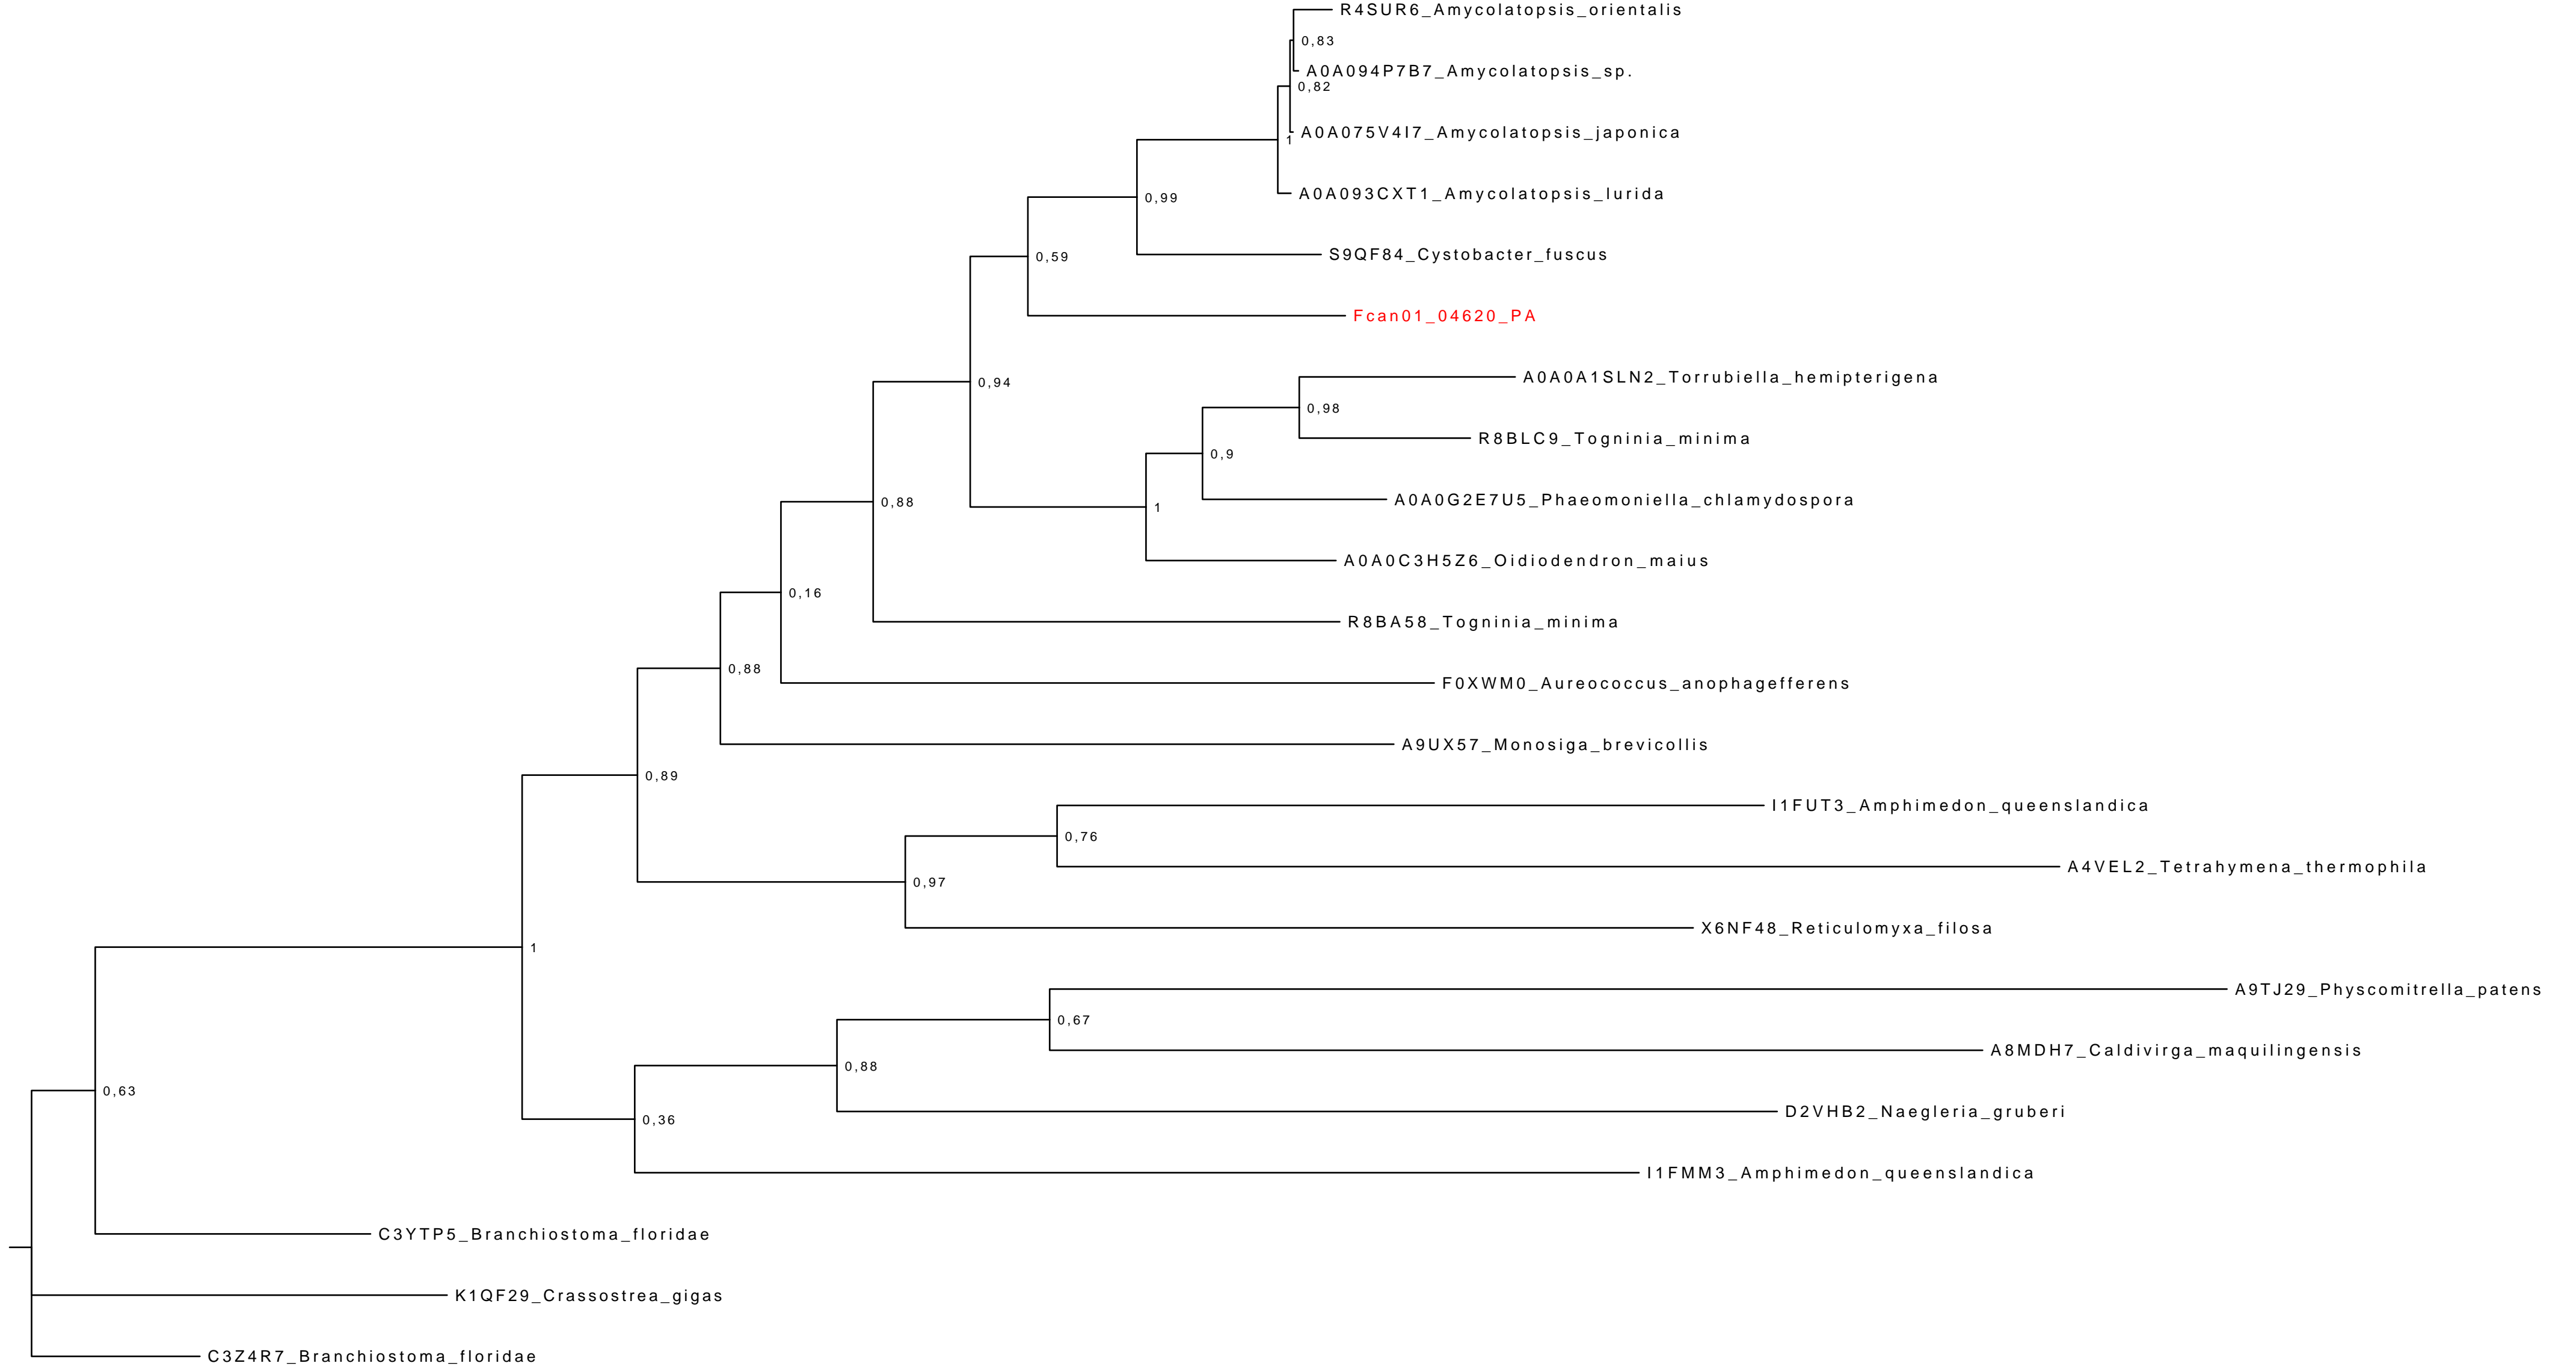 R4SUR6_Amycolatopsis_orientalis
0,83
A0A094P7B7_Amycolatopsis_sp.
0,82
A0A075V4I7_Amycolatopsis_japonica
1
A0A093CXT1_Amycolatopsis_lurida
0,99
S9QF84_Cystobacter_fuscus
0,59
Fcan01_04620_PA
A0A0A1SLN2_Torrubiella_hemipterigena
0,94
0,98
R8BLC9_Togninia_minima
0,9
A0A0G2E7U5_Phaeomoniella_chlamydospora
0,88
1
A0A0C3H5Z6_Oidiodendron_maius
0,16
R8BA58_Togninia_minima
0,88
F0XWM0_Aureococcus_anophagefferens
A9UX57_Monosiga_brevicollis
0,89
I1FUT3_Amphimedon_queenslandica
0,76
A4VEL2_Tetrahymena_thermophila
0,97
X6NF48_Reticulomyxa_filosa
1
A9TJ29_Physcomitrella_patens
0,67
A8MDH7_Caldivirga_maquilingensis
0,88
0,63
D2VHB2_Naegleria_gruberi
0,36
I1FMM3_Amphimedon_queenslandica
C3YTP5_Branchiostoma_floridae
K1QF29_Crassostrea_gigas
C3Z4R7_Branchiostoma_floridae